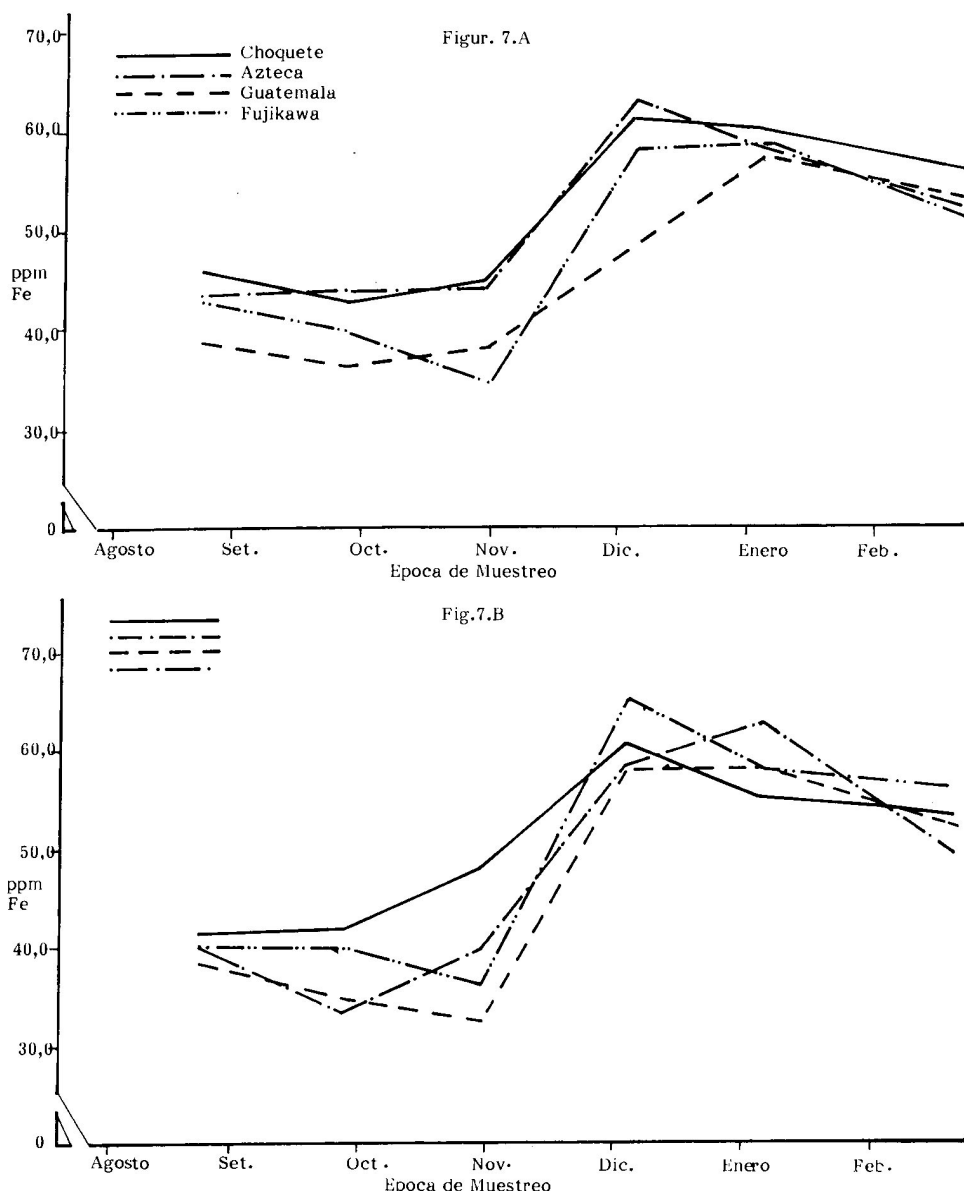 Figur. 7.A
70,0
Choquete
Azteca
Guatemala
Fujikawa
60,0
50,0
ppm
Fe
40,0
30,0
0
Agosto Set. Oct. Nov. Dic. Enero Feb.
Epoca de Muestreo
Fig.7.B
70,0
60,0
50,0
ppm
Fe
40,0
30,0
0
Agosto Set. Oct. Nov. Dic. Enero Feb.
Epoca de Muestreo